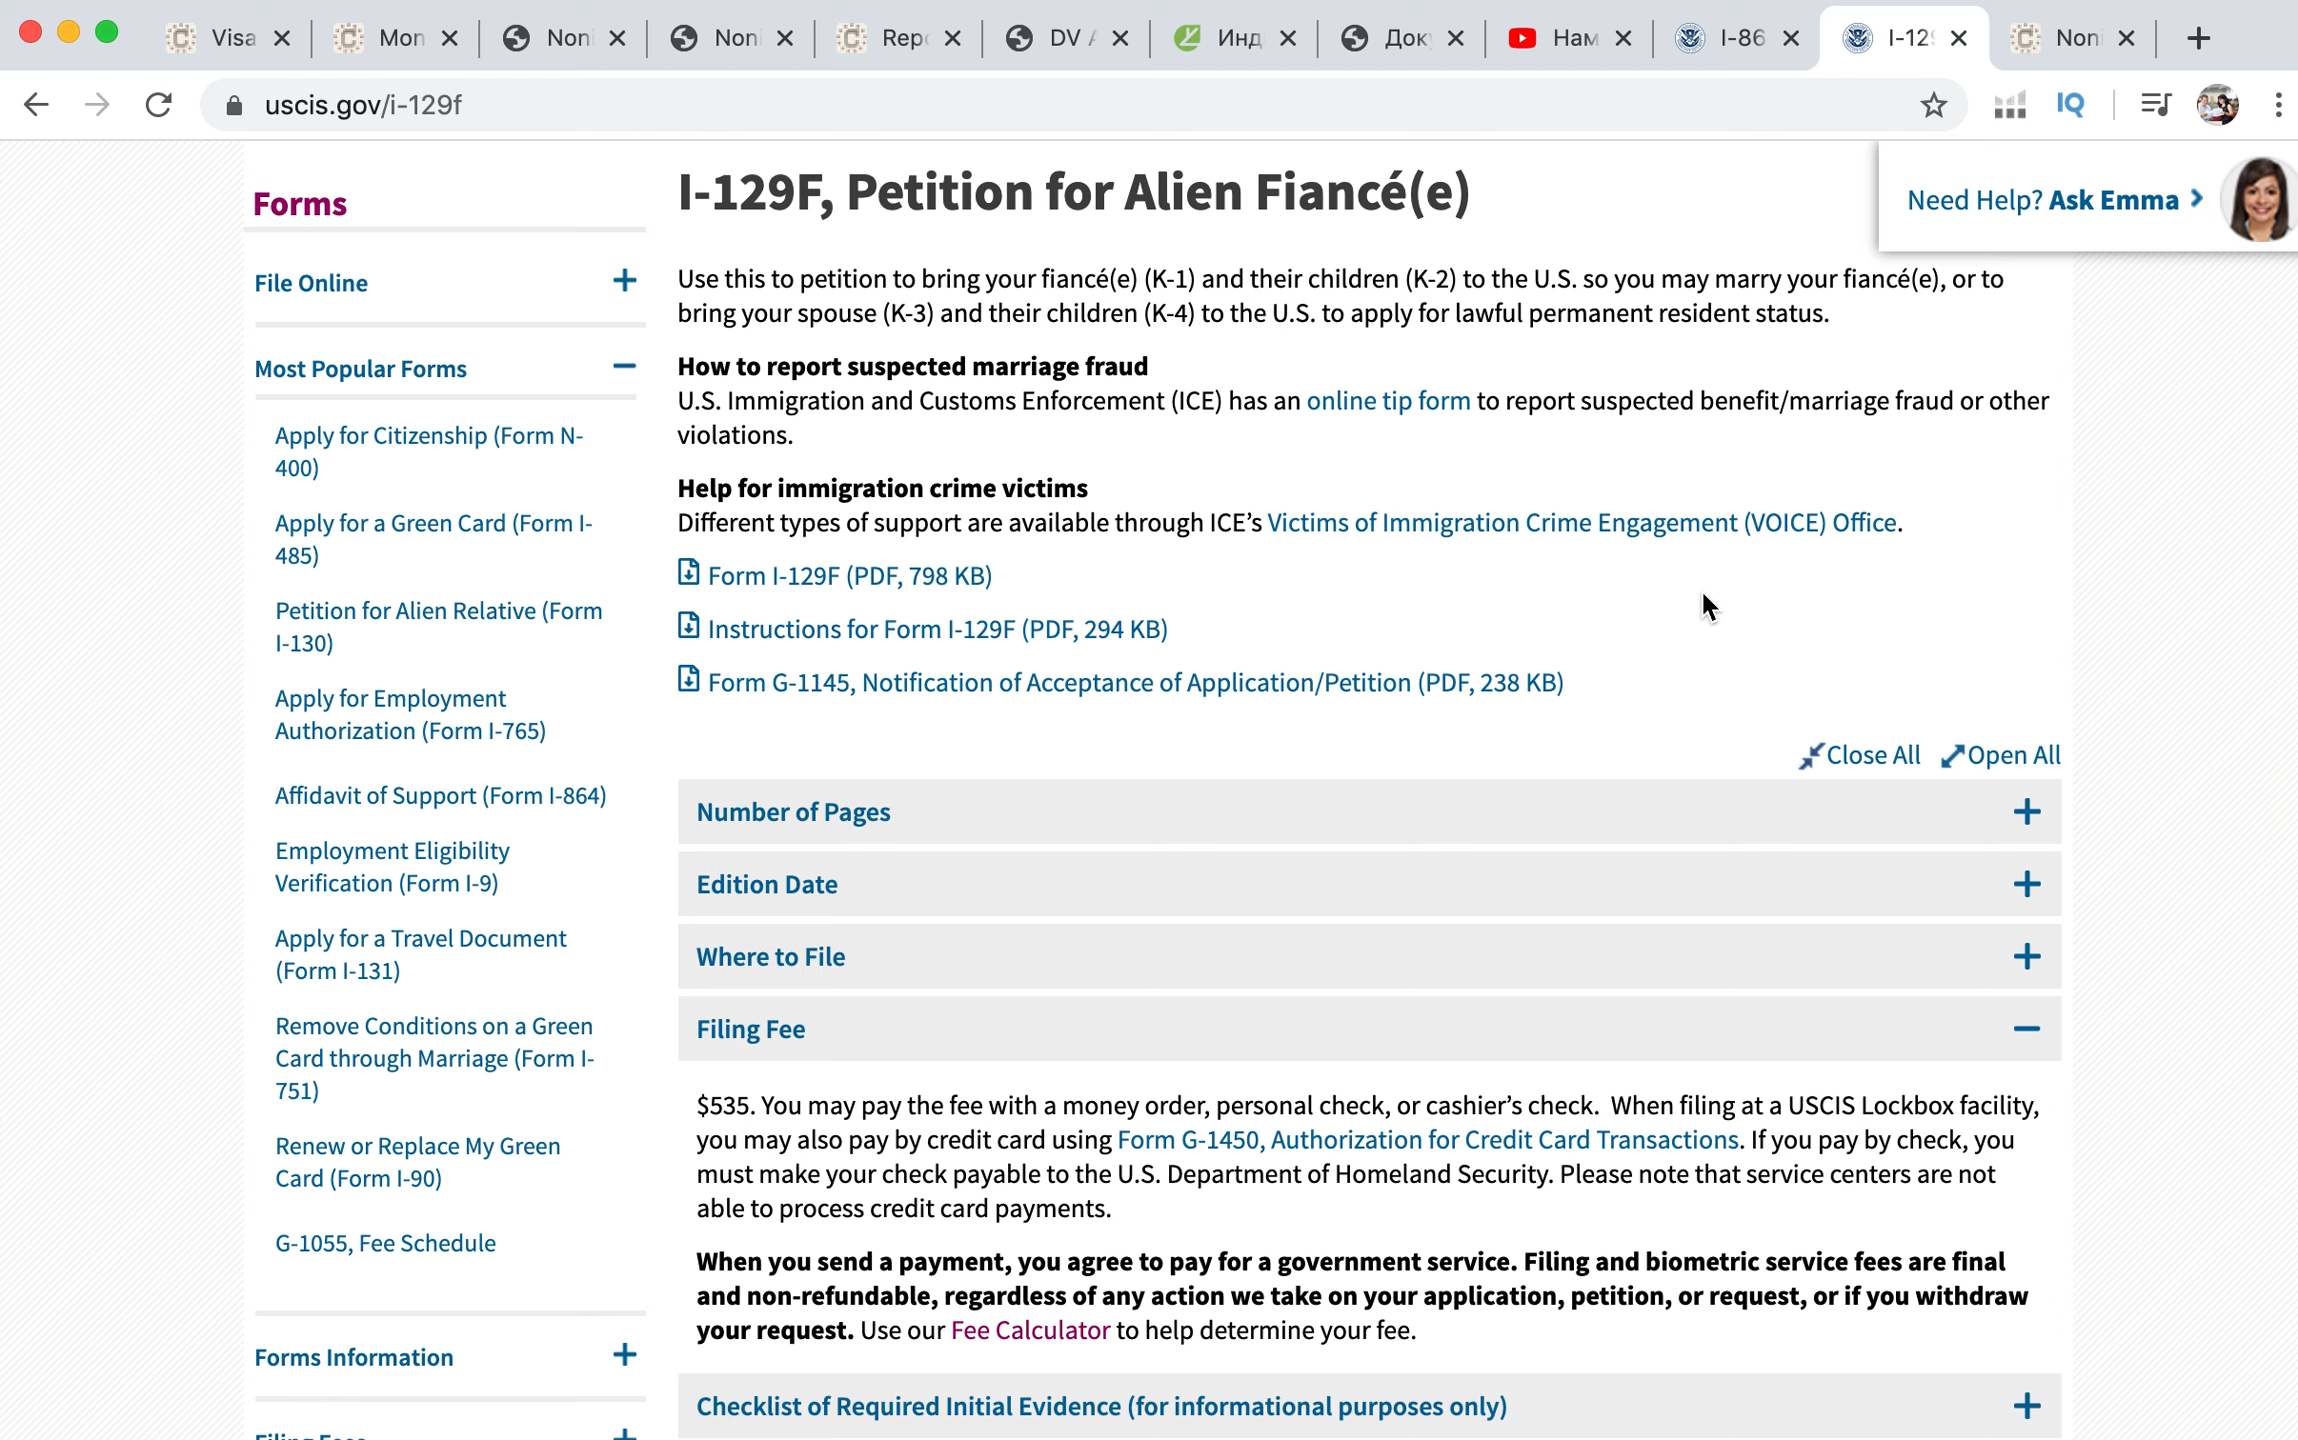 Visa
Mon
Noni
Noni
Repo
DV A
Инд
Док
Нам
I-86
I-129
Noni
uscis.gov/i-129f
IQ
Need Help? Ask Emma
Forms
File Online
Most Popular Forms
Apply for Citizenship (Form N-
400)
Apply for a Green Card (Form I-
485)
Petition for Alien Relative (Form
I-130)
Apply for Employment
Authorization (Form I-765)
Affidavit of Support (Form I-864)
Employment Eligibility
Verification (Form I-9)
Apply for a Travel Document
(Form I-131)
Remove Conditions on a Green
Card through Marriage (Form I-
751)
Renew or Replace My Green
Card (Form I-90)
G-1055, Fee Schedule
Forms Information
Filing Fees
I-129F, Petition for Alien Fiancé(e)
Use this to petition to bring your fiancé(e) (K-1) and their children (K-2) to the U.S. so you may marry your fiancé(e), or to
bring your spouse (K-3) and their children (K-4) to the U.S. to apply for lawful permanent resident status.
How to report suspected marriage fraud
U.S. Immigration and Customs Enforcement (ICE) has an online tip form to report suspected benefit/marriage fraud or other
violations.
Help for immigration crime victims
Different types of support are available through ICE’s Victims of Immigration Crime Engagement (VOICE) Office.
Form I-129F (PDF, 798 KB)
Instructions for Form I-129F (PDF, 294 KB)
Form G-1145, Notification of Acceptance of Application/Petition (PDF, 238 KB)
Close All Open All
Number of Pages
Edition Date
Where to File
Filing Fee
$535. You may pay the fee with a money order, personal check, or cashier’s check. When filing at a USCIS Lockbox facility,
you may also pay by credit card using Form G-1450, Authorization for Credit Card Transactions. If you pay by check, you
must make your check payable to the U.S. Department of Homeland Security. Please note that service centers are not
able to process credit card payments.
When you send a payment, you agree to pay for a government service. Filing and biometric service fees are final
and non-refundable, regardless of any action we take on your application, petition, or request, or if you withdraw
your request. Use our Fee Calculator to help determine your fee.
Checklist of Required Initial Evidence (for informational purposes only)